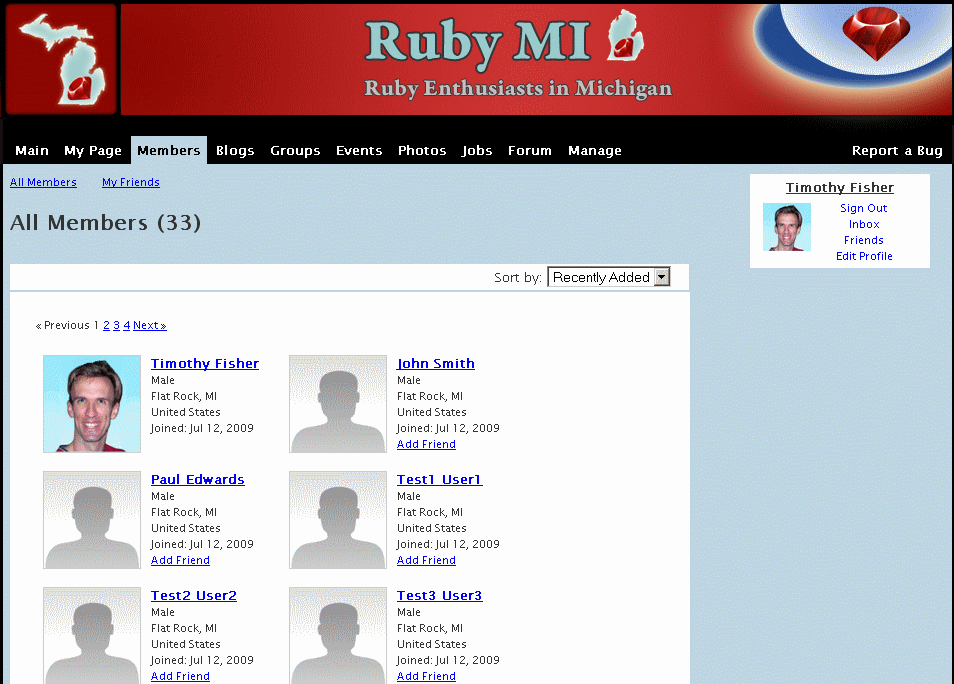 Ruby MI
Ruby Enthusiasts in Michigan
Main My Page Members Blogs Groups Events Photos Jobs Forum Manage Report a Bug
All Members My Friends
All Members (33)
Timothy Fisher
Sign Out
Inbox
Friends
Edit Profile
Sort by: Recently Added
« Previous 1 2 3 4 Next »
Timothy Fisher
Male
Flat Rock, MI
United States
Joined: Jul 12, 2009
John Smith
Male
Flat Rock, MI
United States
Joined: Jul 12, 2009
Add Friend
Paul Edwards
Male
Flat Rock, MI
United States
Joined: Jul 12, 2009
Add Friend
Test1 User1
Male
Flat Rock, MI
United States
Joined: Jul 12, 2009
Add Friend
Test2 User2
Male
Flat Rock, MI
United States
Joined: Jul 12, 2009
Add Friend
Test3 User3
Male
Flat Rock, MI
United States
Joined: Jul 12, 2009
Add Friend